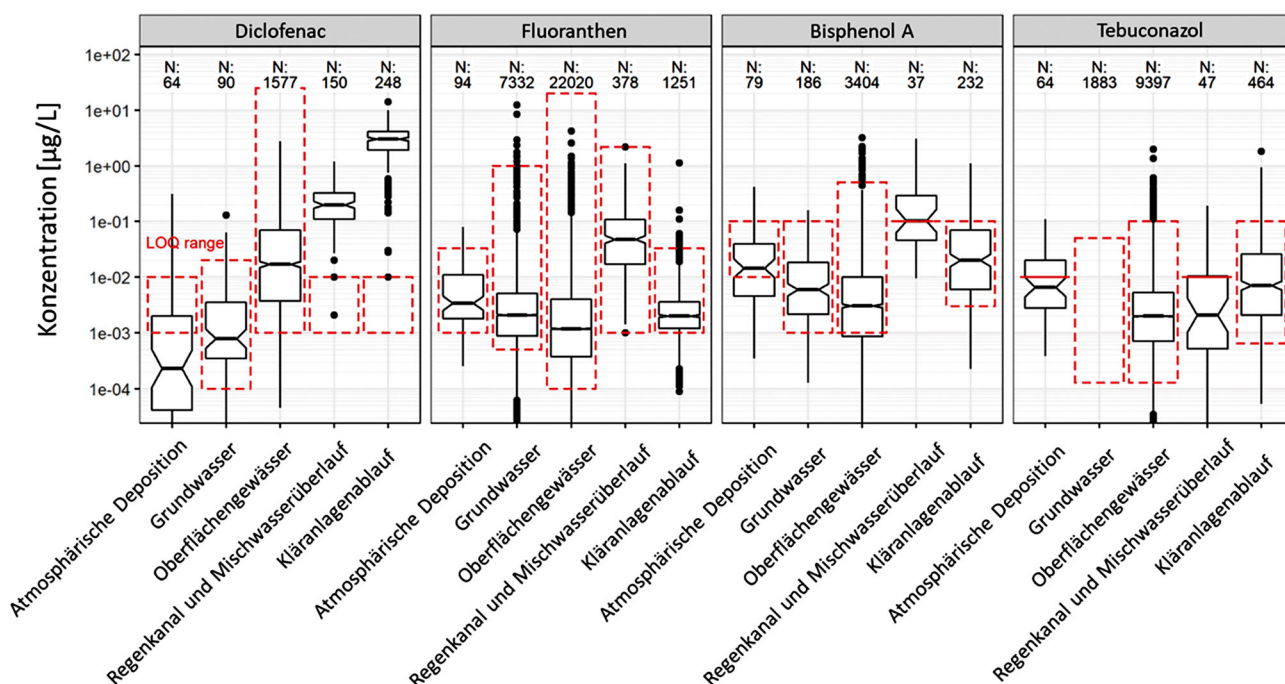 Diclofenac
Fluoranthen
Bisphenol A
Tebuconazol
Konzentration [µg/L]
1e+02
1e+01
1e+00
1e-01
1e-02
1e-03
1e-04
N: N: N: N: N:
64 90 1577 150 248
N: N: N: N: N:
94 7332 22020 378 1251
N: N: N: N: N:
79 186 3404 37 232
N: N: N: N: N:
64 1883 9397 47 464
LOQ range
Atmosphärische Deposition
Grundwasser
Oberflächengewässer
Regenkanal und Mischwasserüberlauf
Kläranlagenablauf
Atmosphärische Deposition
Grundwasser
Oberflächengewässer
Regenkanal und Mischwasserüberlauf
Kläranlagenablauf
Atmosphärische Deposition
Grundwasser
Oberflächengewässer
Regenkanal und Mischwasserüberlauf
Kläranlagenablauf
Atmosphärische Deposition
Grundwasser
Oberflächengewässer
Regenkanal und Mischwasserüberlauf
Kläranlagenablauf